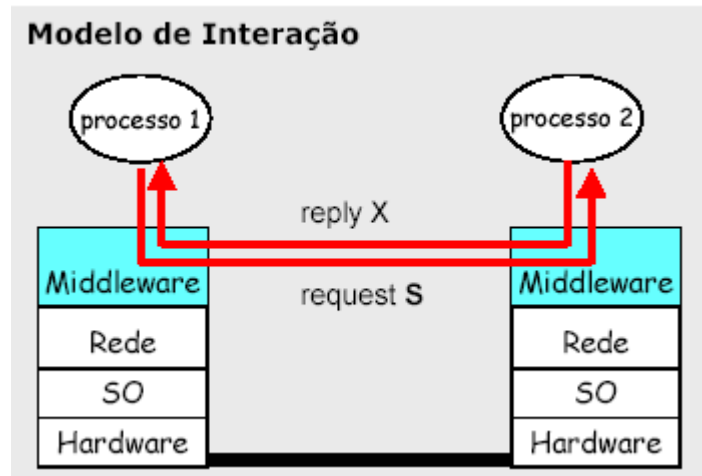 Modelo de Interação
processo 1
processo 2
reply X
request S
Middleware
Middleware
Rede
Rede
SO
SO
Hardware
Hardware